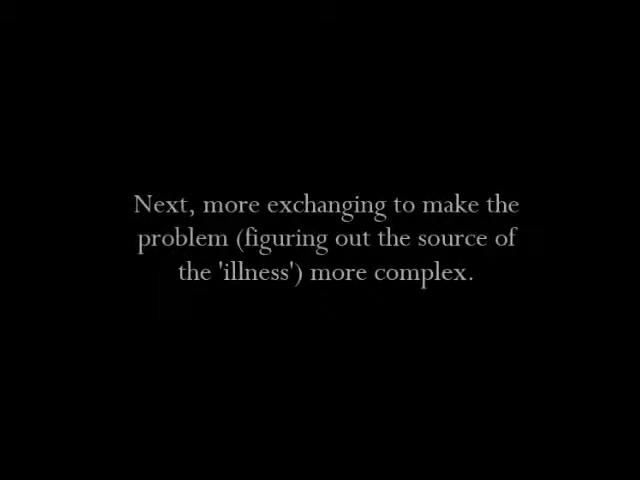 Next, more exchanging to make the
problem (figuring out the source of
the 'illness') more complex.